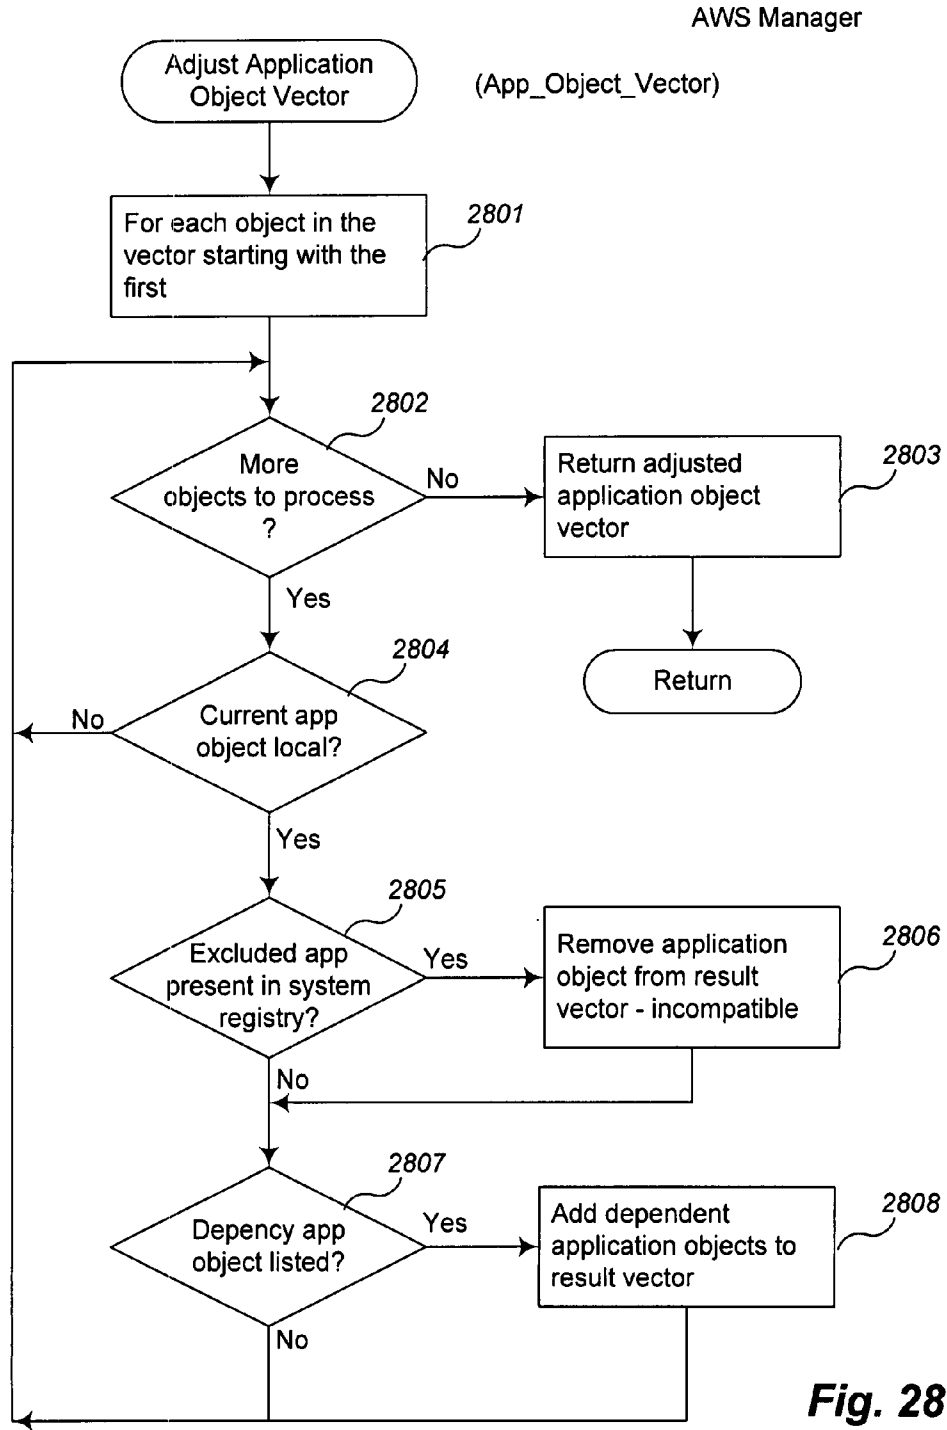 AWS Manager
Adjust Application
Object Vector
(App_Object_Vector)
For each object in the
vector starting with the
first
2801
2802
More
objects to process
?
No
Return adjusted
application object
vector
2803
Yes
Return
2804
No
Current app
object local?
Yes
2805
Excluded app
present in system
registry?
Yes
Remove application
object from result
vector - incompatible
2806
No
2807
Depency app
object listed?
Yes
Add dependent
application objects to
result vector
2808
No
Fig. 28